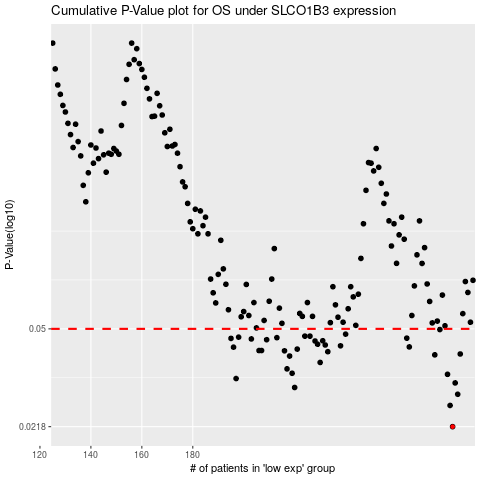 Cumulative P-Value plot for OS under SLCO1B3 expression
P-Value(log10)
0.05
0.0218
120 140 160 180
# of patients in 'low exp' group